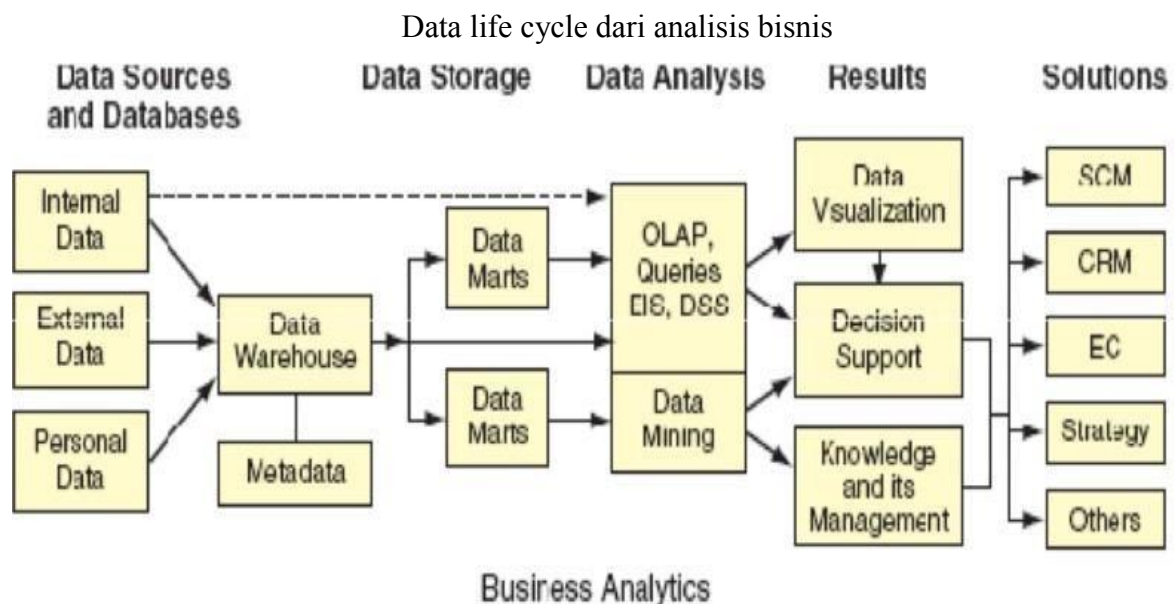 Data life cycle dari analisis bisnis
Data Sources
and Databases
Data Storage
Data Analysis
Results
Solutions
Internal
Data
External
Data
Personal
Data
Data
Warehouse
Metadata
Data
Marts
Data
Marts
OLAP,
Queries
EIS, DSS
Data
Mining
Data
Vsualization
Decision
Support
Knowledge
and its
Management
SCM
CRM
EC
Strategy
Others
Business Analytics